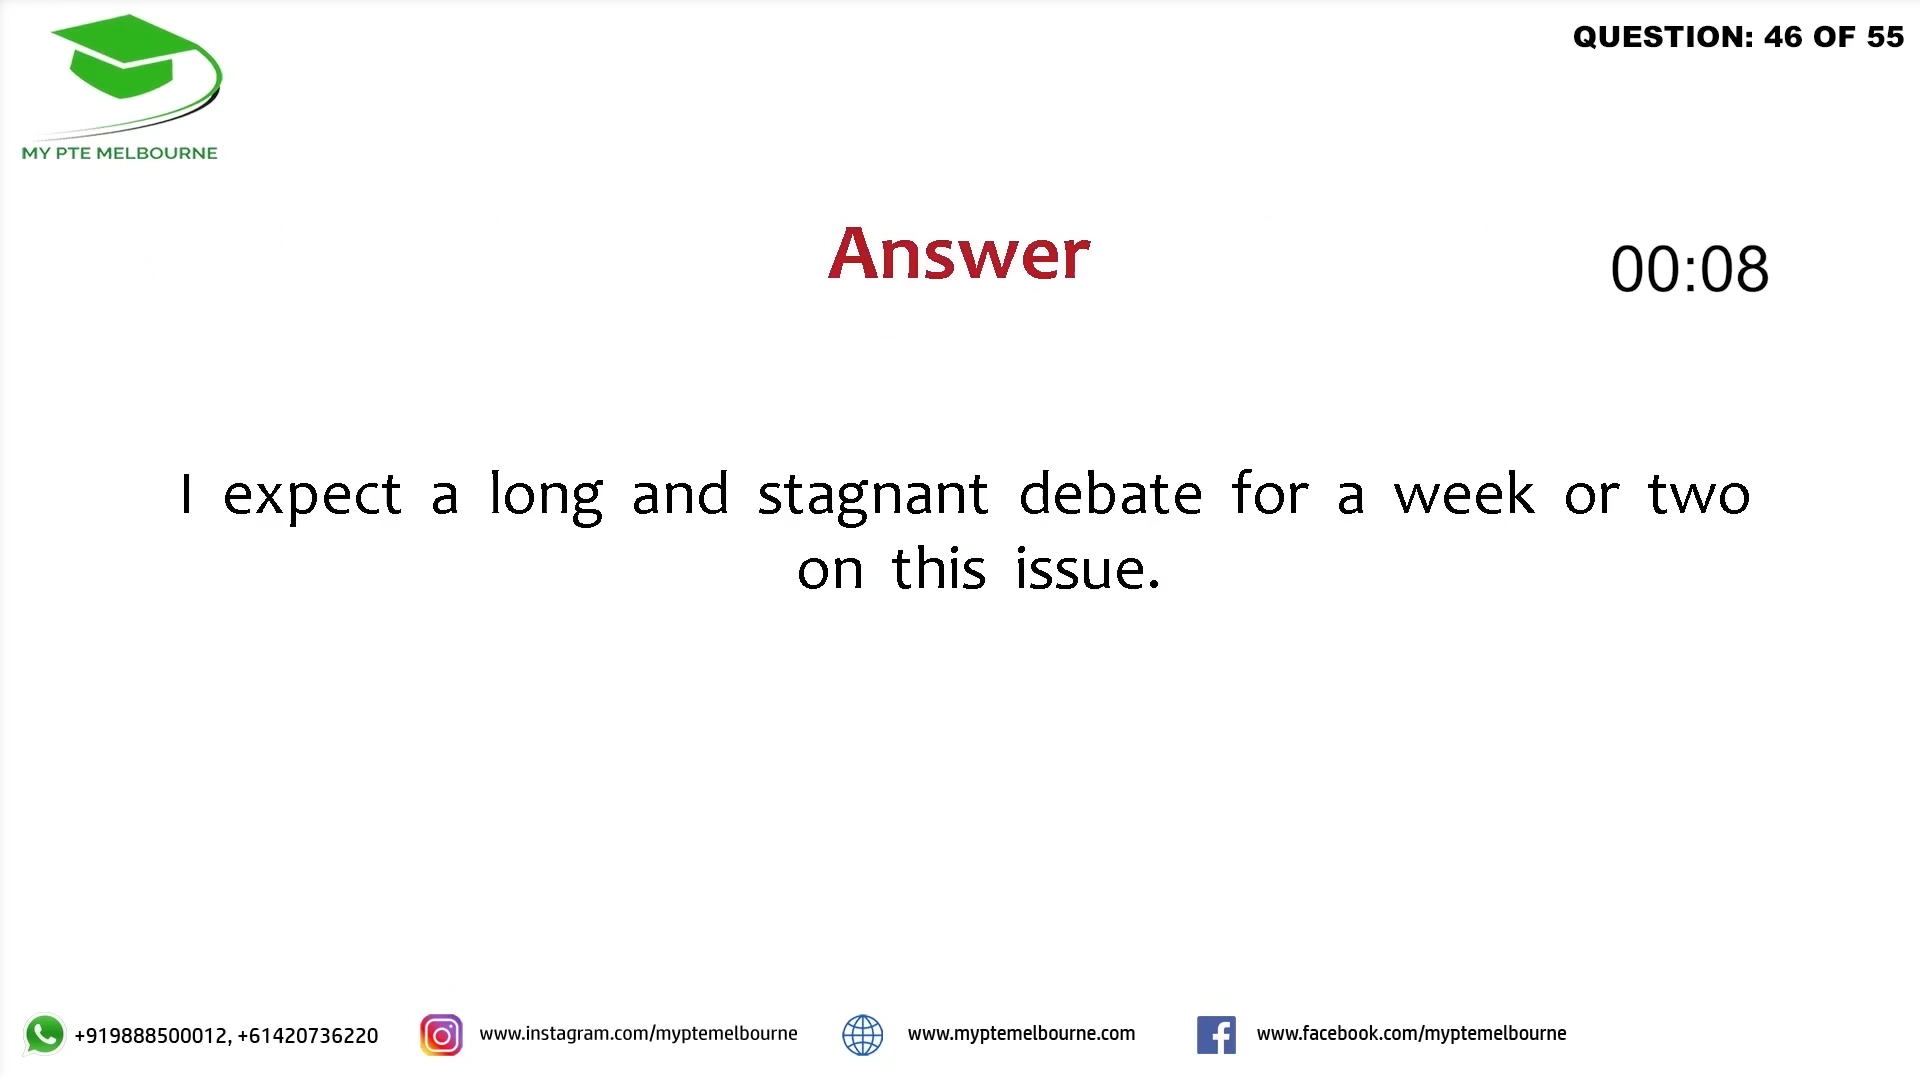 QUESTION: 46 OF 55
MY PTE MELBOURNE
Answer
00:08
I expect a long and stagnant debate for a week or two
on this issue.
+919888500012, +61420736220
www.instagram.com/myptemelbourne
www.myptemelbourne.com
www.facebook.com/myptemelbourne